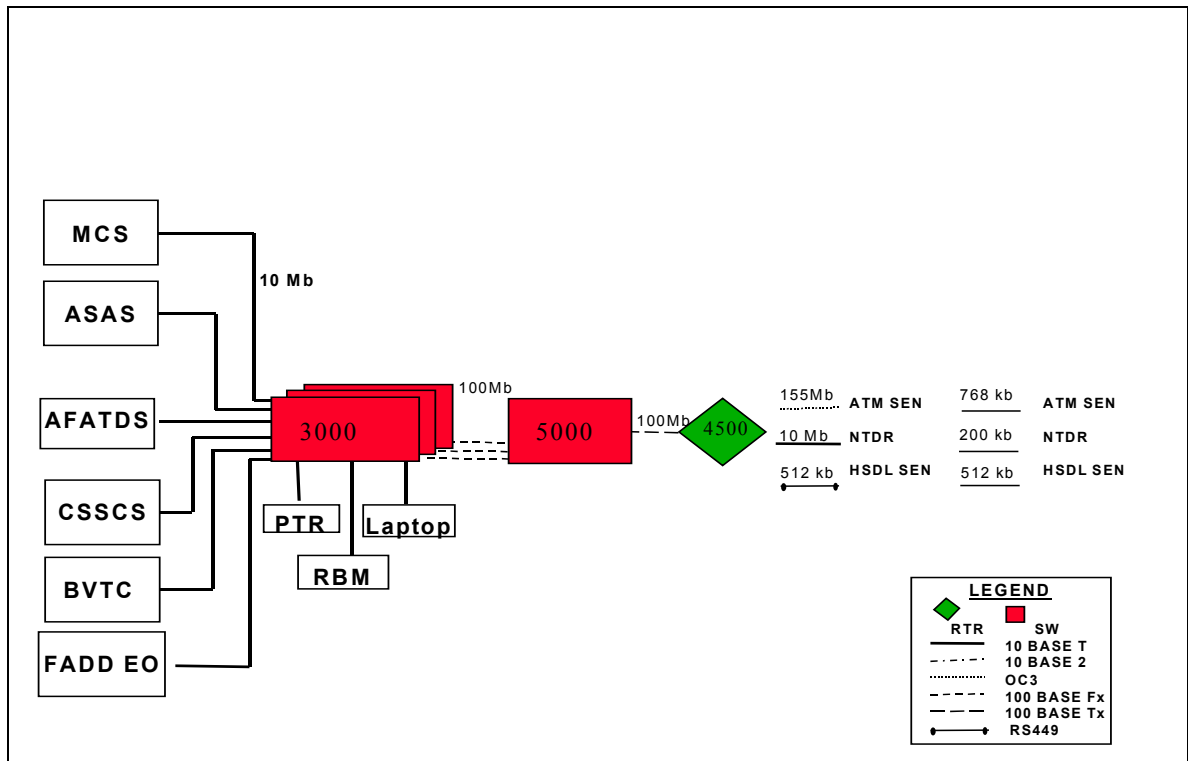 MCS
10 Mb
ASAS
AFATDS
CSSCS
BVTC
FADD EO
3000
100Mb
5000
100Mb
4500
PTR
RBM
Laptop
155Mb ATM SEN
10 Mb NTDR
512 kb HSDL SEN
768 kb ATM SEN
200 kb NTDR
512 kb HSDL SEN
LEGEND
RTR SW
10 BASE T
10 BASE 2
OC3
100 BASE Fx
100 BASE Tx
RS449